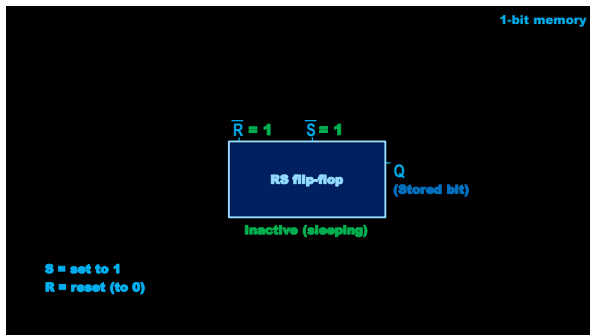 1-bit memory
R̅ = 1 S̅ = 1
RS flip-flop
Q
(Stored bit)
Inactive (sleeping)
S = set to 1
R = reset (to 0)